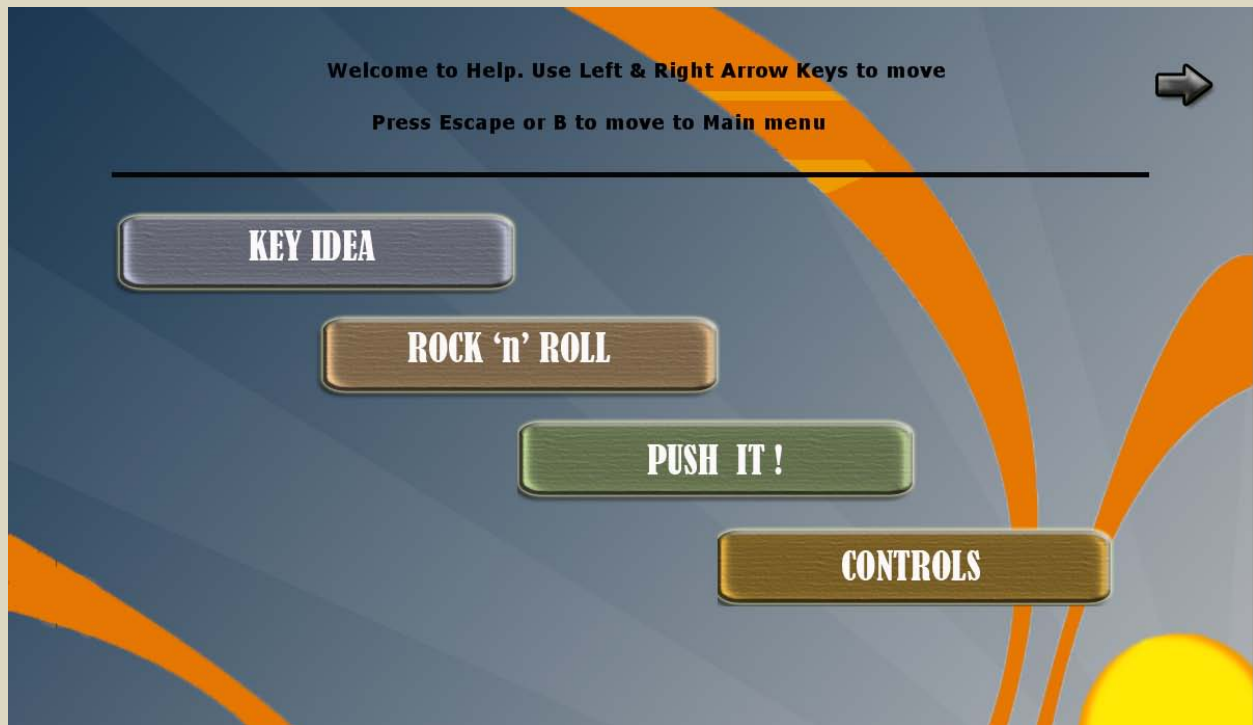 Welcome to Help. Use Left & Right Arrow Keys to move
Press Escape or B to move to Main menu
KEY IDEA
ROCK ‘n’ ROLL
PUSH IT !
CONTROLS